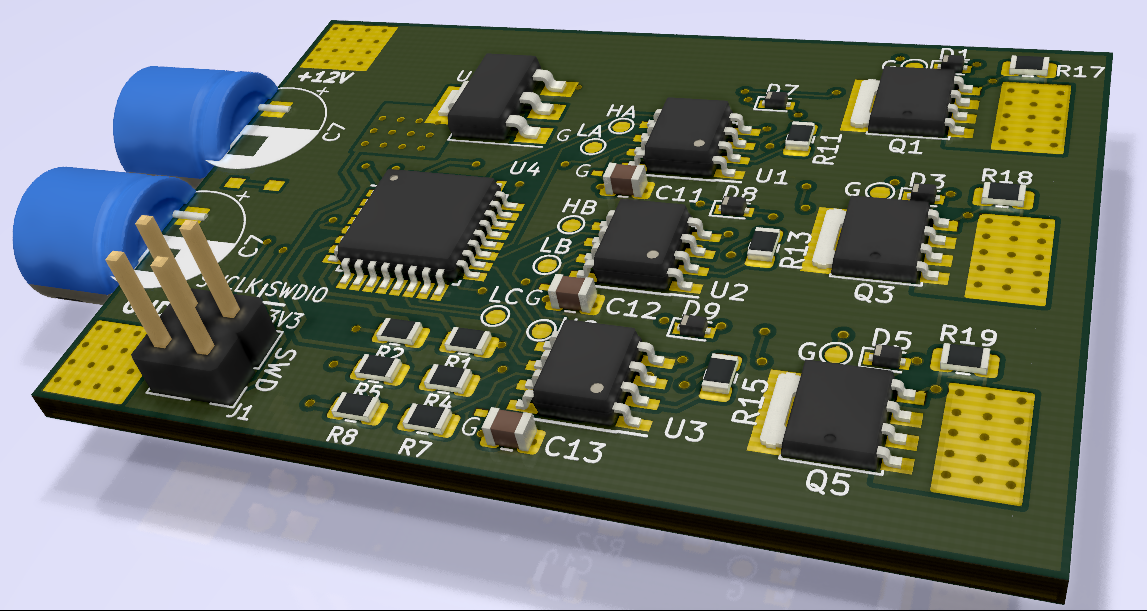 +12V
U
G
HA
LA
D7
D1
G
R17
R11
Q1
U4
G
C11
U1
D8
G
D3
R18
HB
LB
R13
Q3
U2
LC
G
C12
D9
SWDIO
3V3
SWD
J1
R2
R1
R5
R4
R8
R7
G
C13
U3
R15
G
D5
R19
Q5